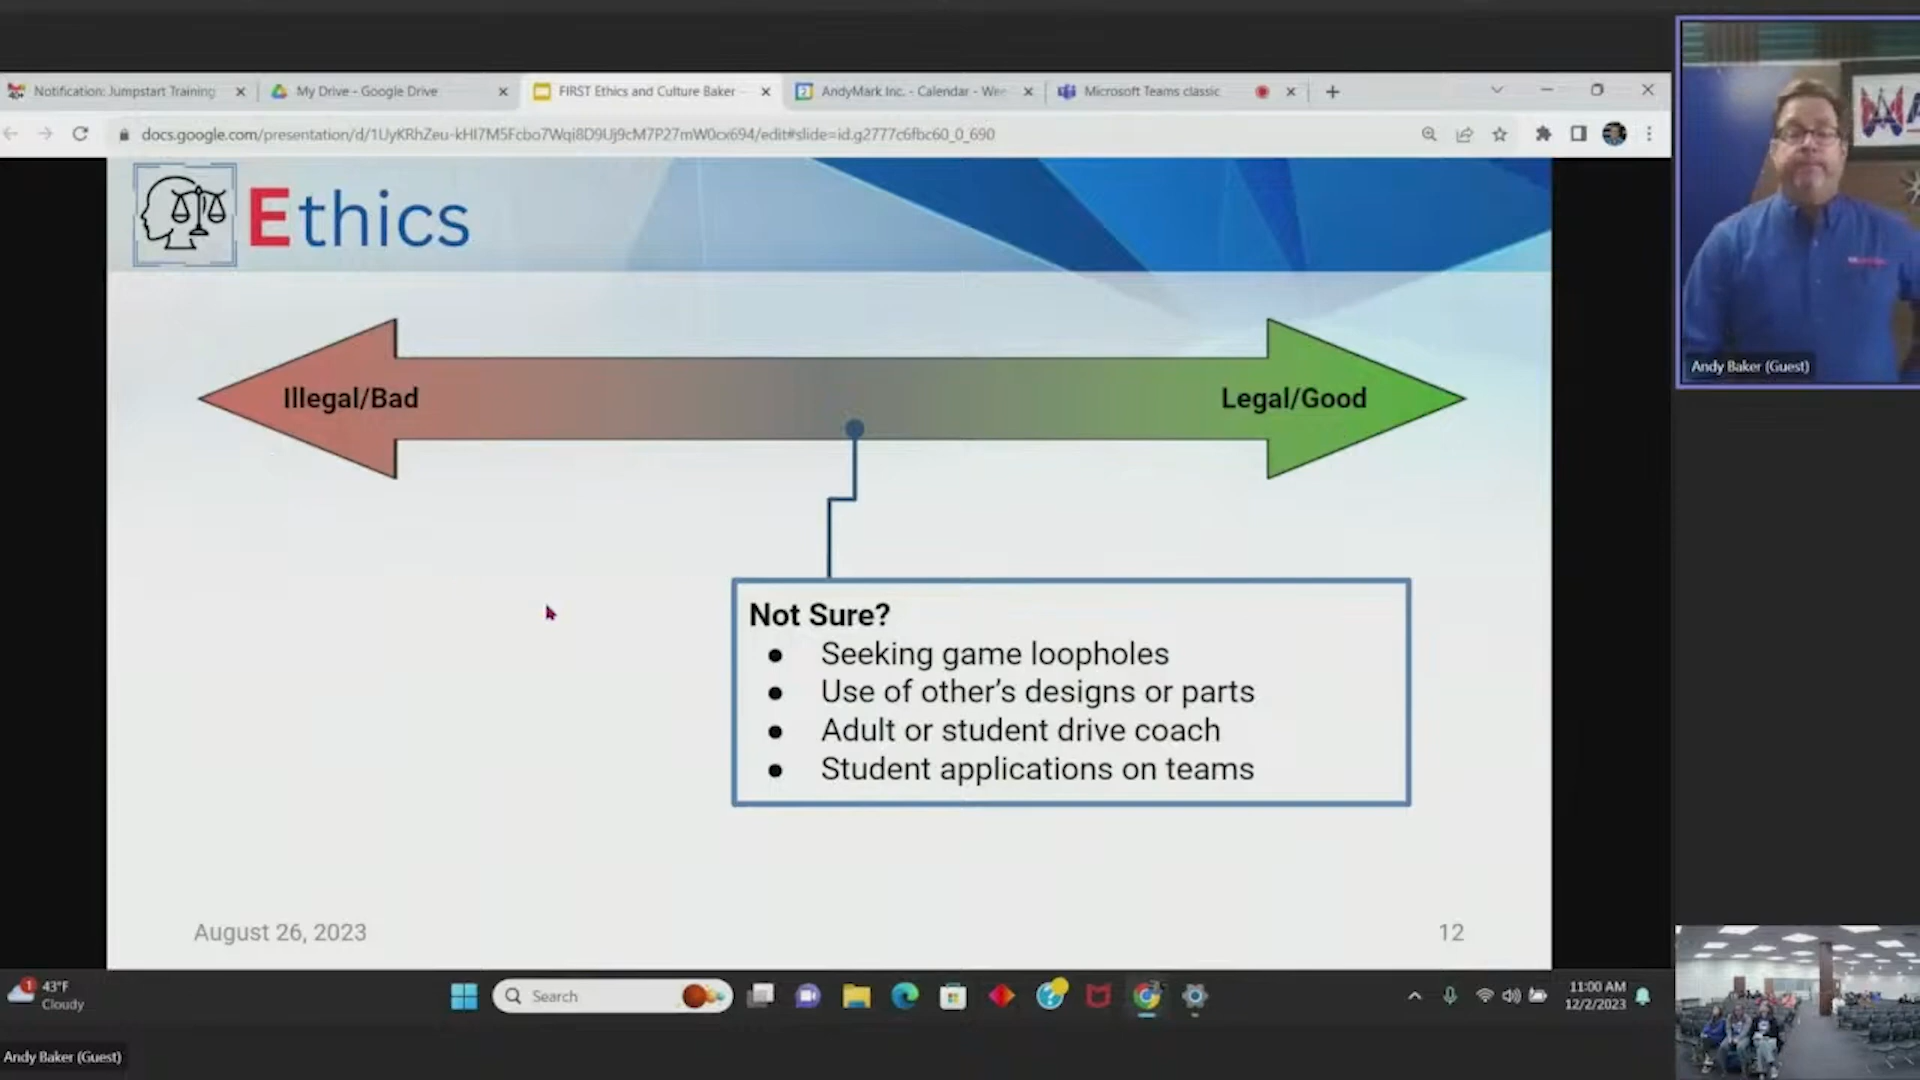 Notification: Jumpstart Training
My Drive - Google Drive
FIRST Ethics and Culture Baker -
AndyMark Inc. - Calendar - Wee
Microsoft Teams classic
docs.google.com/presentation/d/1UyKRhZeu-kHI7M5Fcbo7Wqi8D9Uj9cM7P27mW0cx694/edit#slide=id.g2777c6fbc60_0_690
Ethics
Illegal/Bad
Legal/Good
Not Sure?
● Seeking game loopholes
● Use of other's designs or parts
● Adult or student drive coach
● Student applications on teams
August 26, 2023
12
Andy Baker (Guest)
1
43°F
Cloudy
Search
11:00 AM
12/2/2023
Andy Baker (Guest)